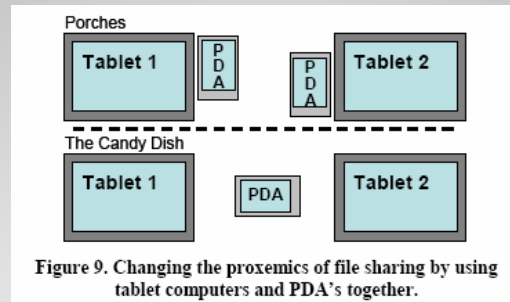 Porches
Tablet 1
P
D
A
P
D
A
Tablet 2
The Candy Dish
Tablet 1
PDA
Tablet 2
Figure 9. Changing the proxemics of file sharing by using
tablet computers and PDA's together.